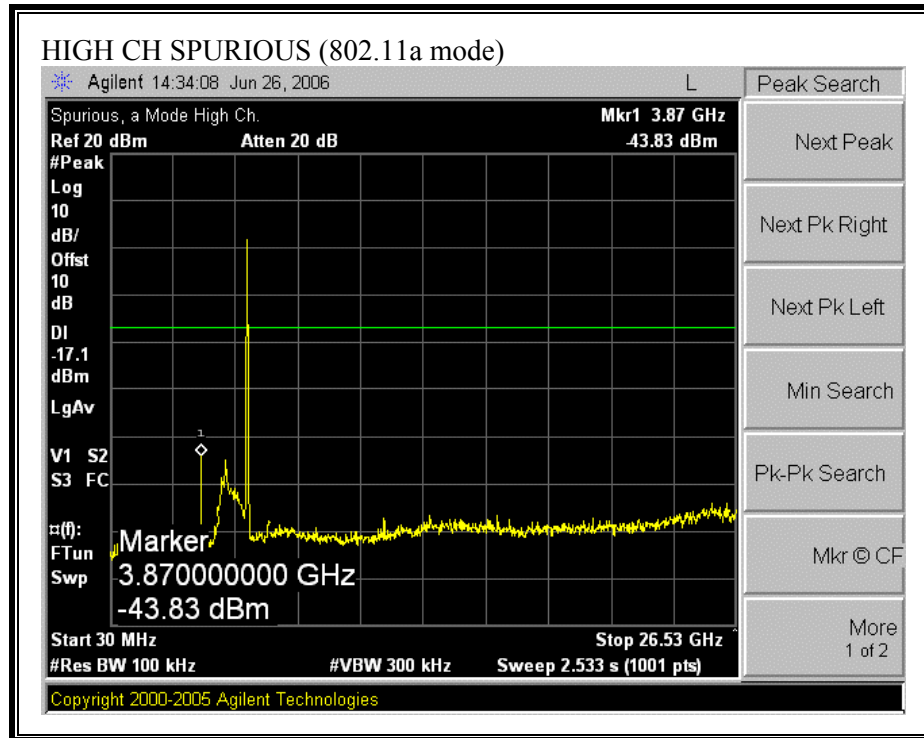 HIGH CH SPURIOUS (802.11a mode)
Agilent 14:34:08 Jun 26, 2006 L
Peak Search
Spurious, a Mode High Ch. Mkr1 3.87 GHz
Ref 20 dBm Atten 20 dB -43.83 dBm
#Peak
Log
10
dB/
Offst
10
dB
DI
-17.1
dBm
LgAv
V1 S2
S3 FC
¤(f):
FTun
Swp
1
Marker
3.870000000 GHz
-43.83 dBm
Start 30 MHz Stop 26.53 GHz
#Res BW 100 kHz #VBW 300 kHz Sweep 2.533 s (1001 pts)
Copyright 2000-2005 Agilent Technologies
Next Peak
Next Pk Right
Next Pk Left
Min Search
Pk-Pk Search
Mkr © CF
More
1 of 2